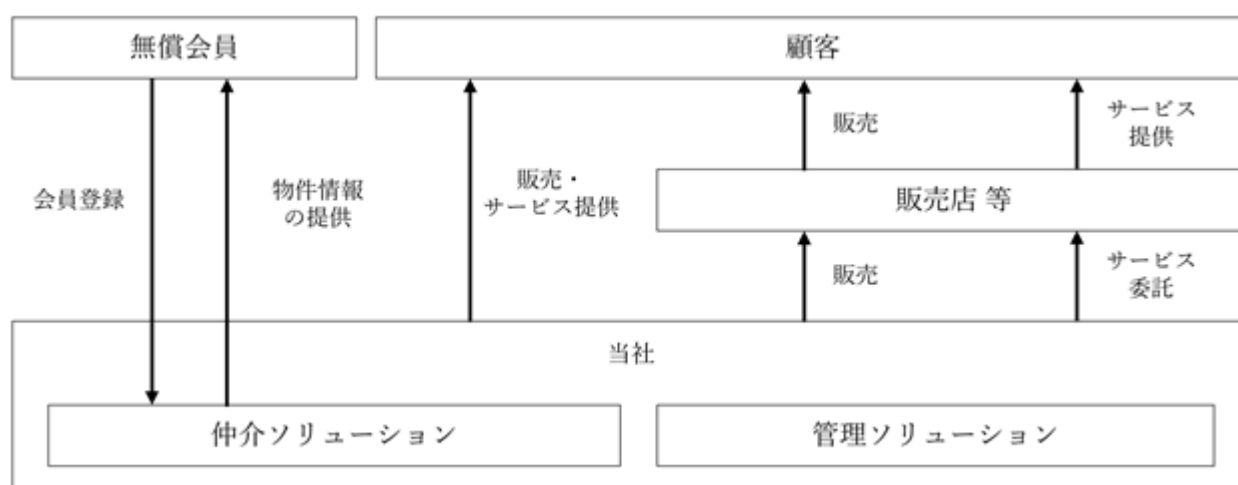 無償会員
顧客
販売
サービス
提供
会員登録
物件情報
の提供
販売・
サービス提供
販売店 等
販売
サービス
委託
当社
仲介ソリューション
管理ソリューション